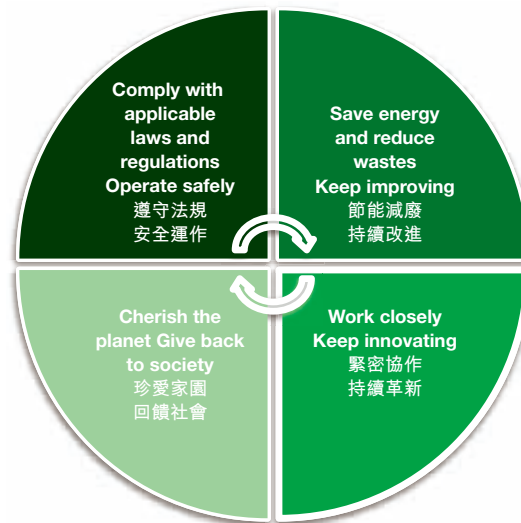 Comply with
applicable
laws and
regulations
Operate safely
遵守法規
安全運作
Save energy
and reduce
wastes
Keep improving
節能減廢
持續改進
Cherish the
planet Give back
to society
珍愛家園
回饋社會
Work closely
Keep innovating
緊密協作
持續革新